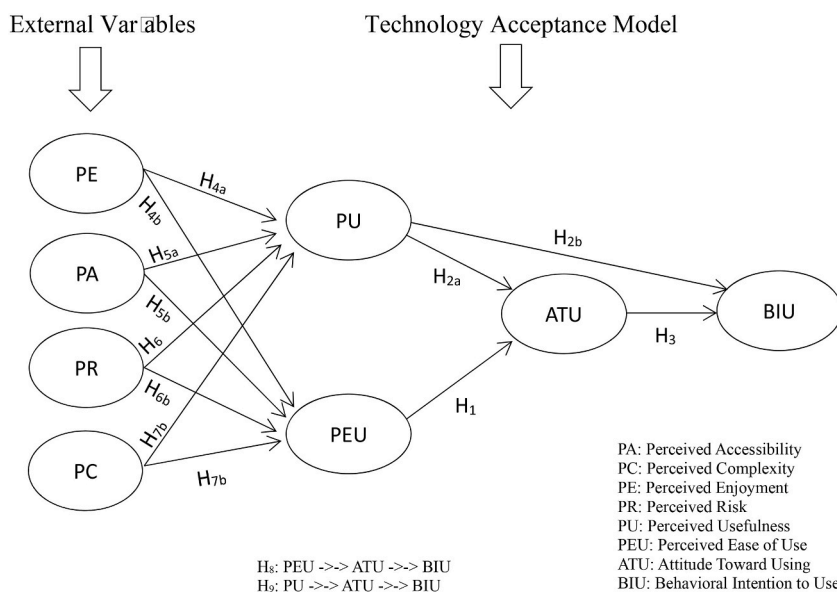 External Var□ables
Technology Acceptance Model
PE
PA
PR
PC
H4a
H4b
H5a
H5b
H6
H6b
H7b
H7b
PU
PEU
H2b
H2a
H1
ATU
H3
BIU
PA: Perceived Accessibility
PC: Perceived Complexity
PE: Perceived Enjoyment
PR: Perceived Risk
PU: Perceived Usefulness
PEU: Perceived Ease of Use
ATU: Attitude Toward Using
BIU: Behavioral Intention to Use
H8: PEU ->-> ATU ->-> BIU
H9: PU ->-> ATU ->-> BIU